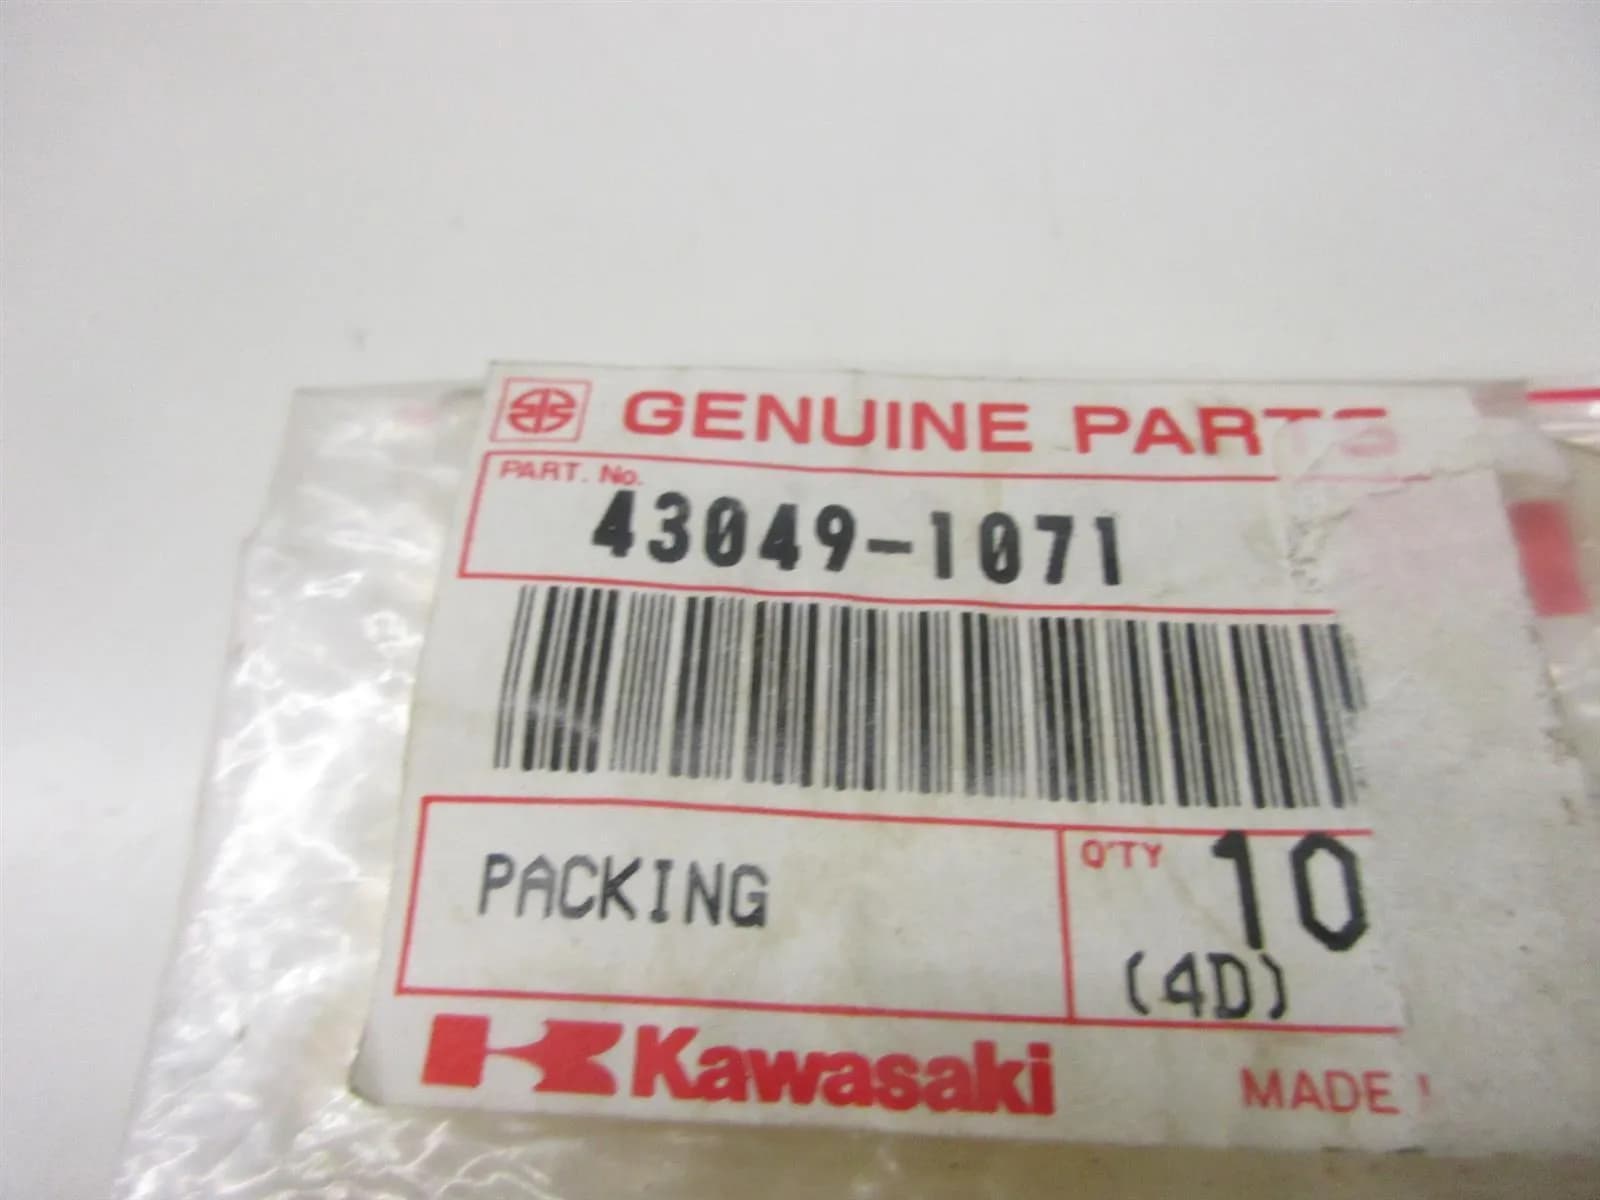 GENUINE PARTS
PART. No.
43049-1071
PACKING
Q'TY 10
(4D)
Kawasaki
MADE